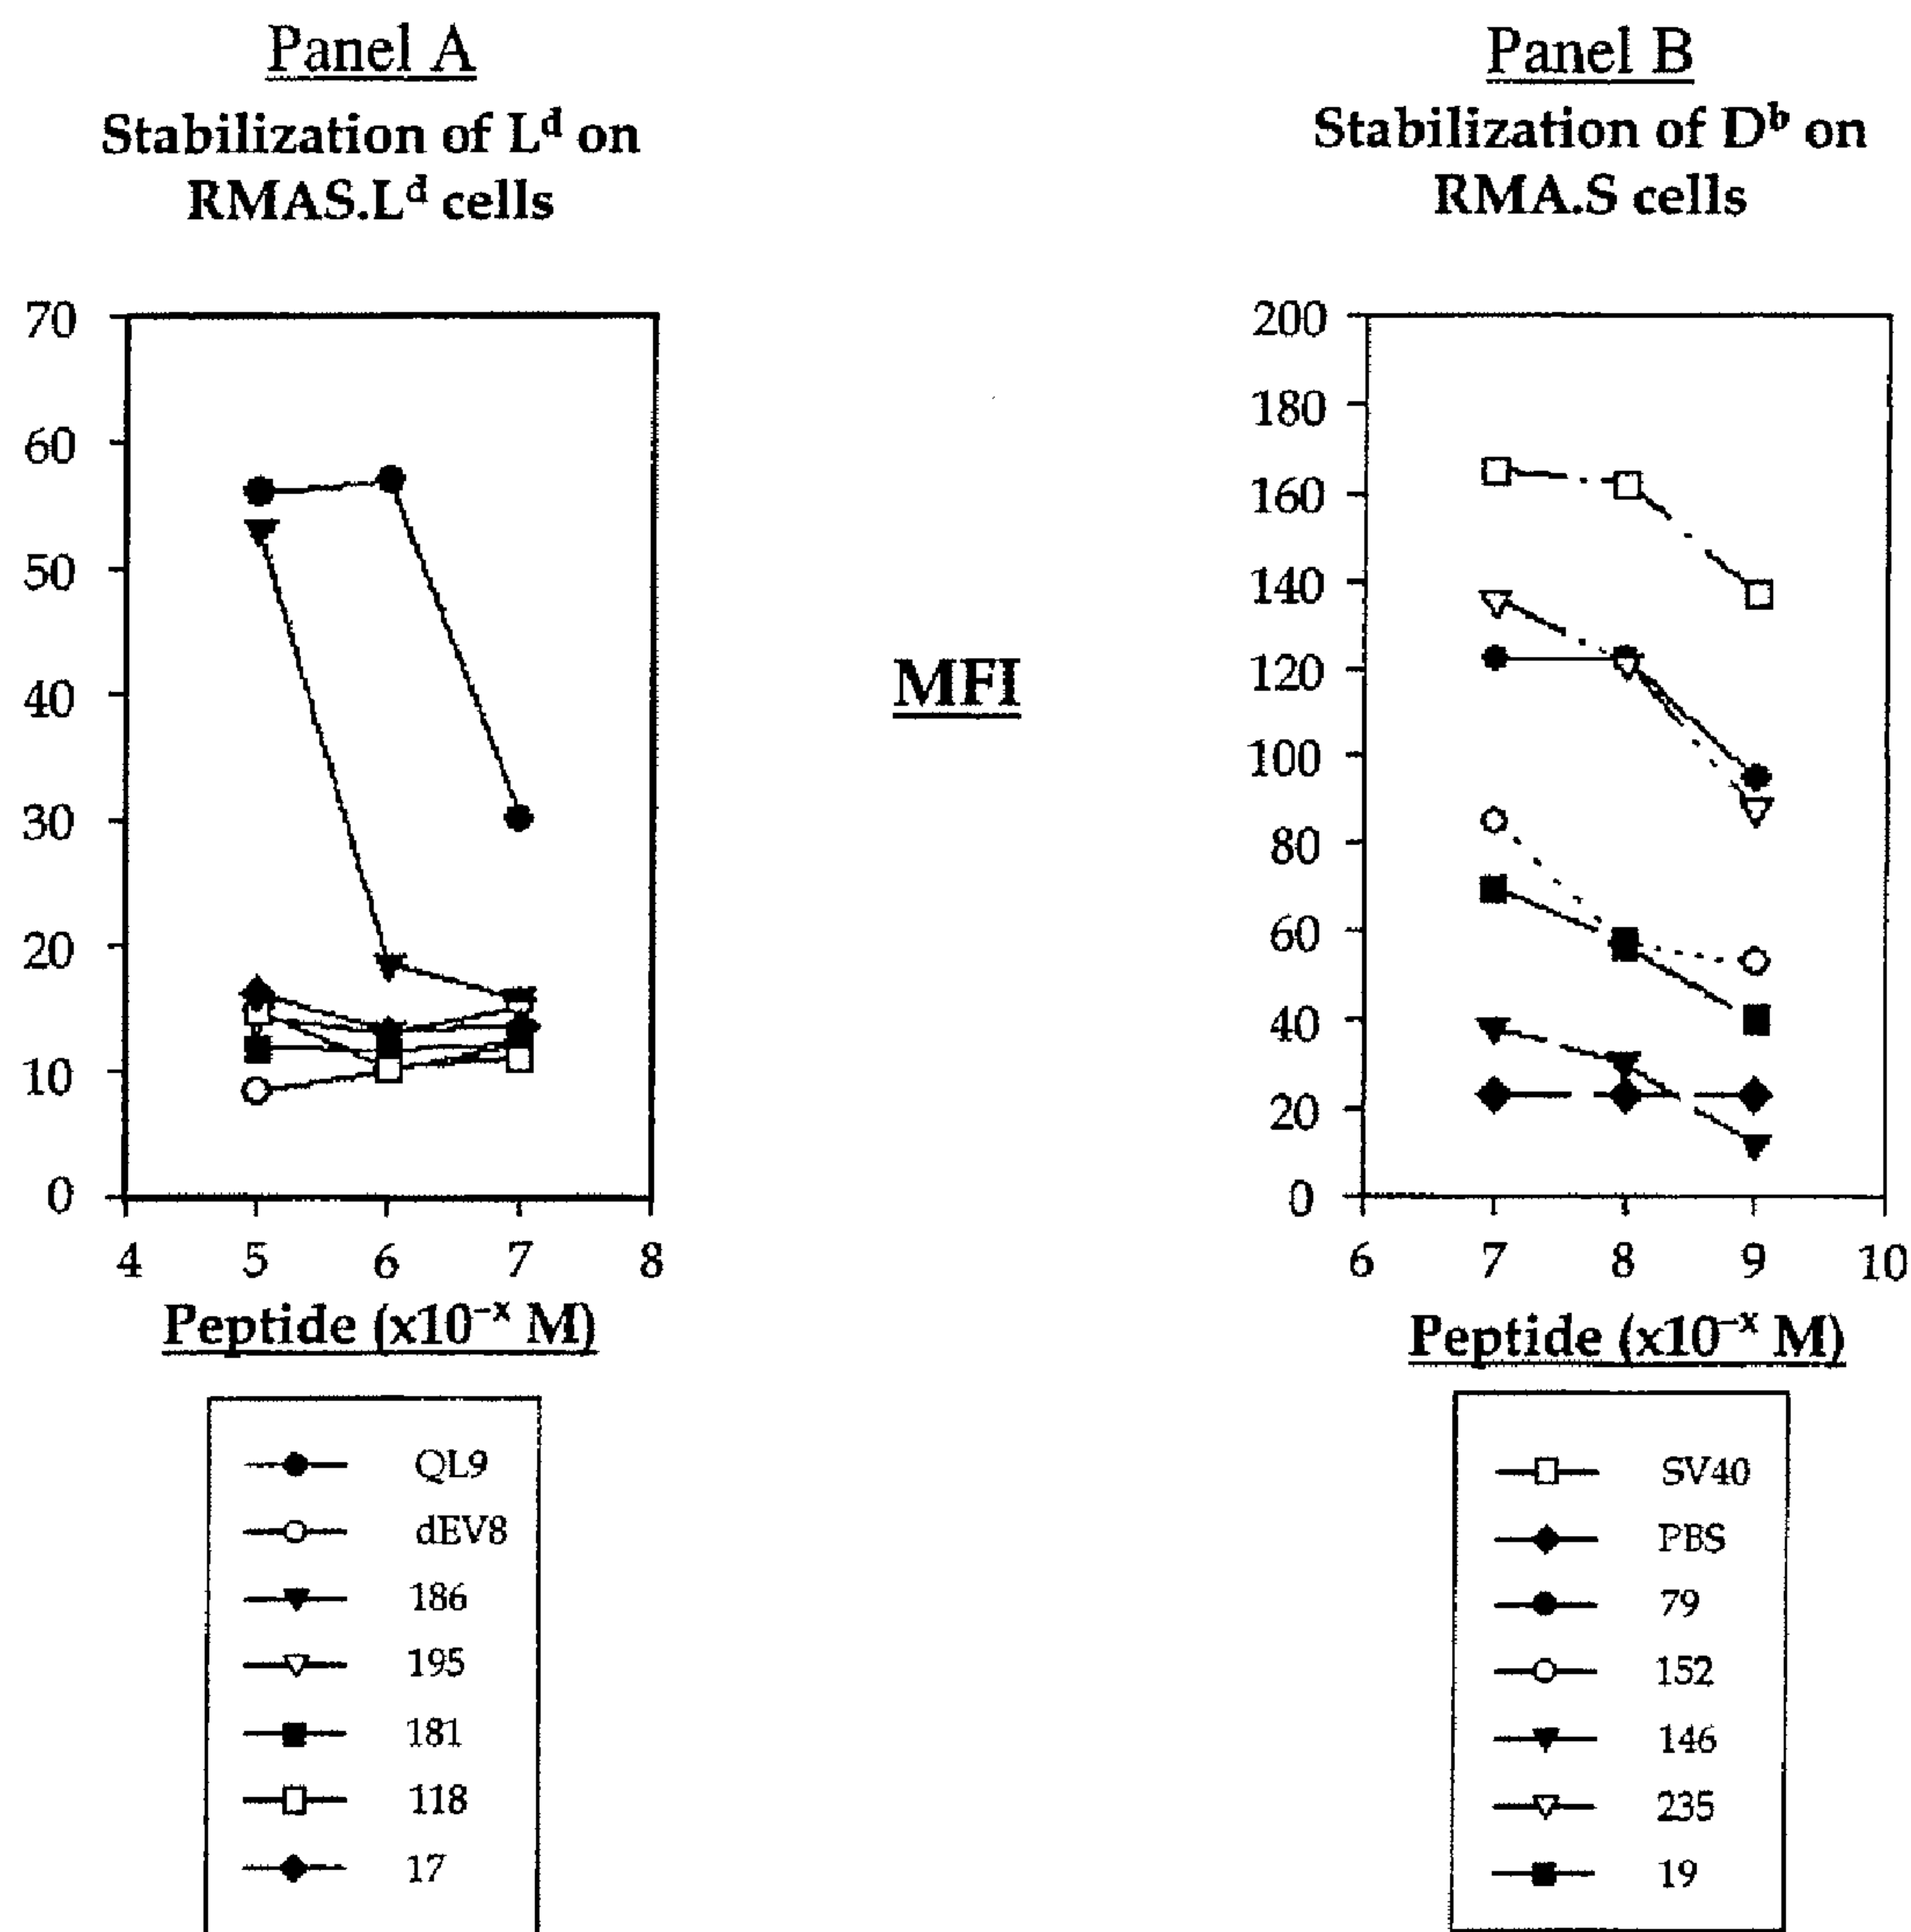 Panel A
Stabilization of Lᵈ on
RMAS.Lᵈ cells
70
60
50
40
30
20
10
0
4 5 6 7 8
Peptide (x10⁻ˣ M)
QL9
dEV8
186
195
181
118
17
MFI
Panel B
Stabilization of Dᵇ on
RMA.S cells
200
180
160
140
120
100
80
60
40
20
0
6 7 8 9 10
Peptide (x10⁻ˣ M)
SV40
PBS
79
152
146
235
19